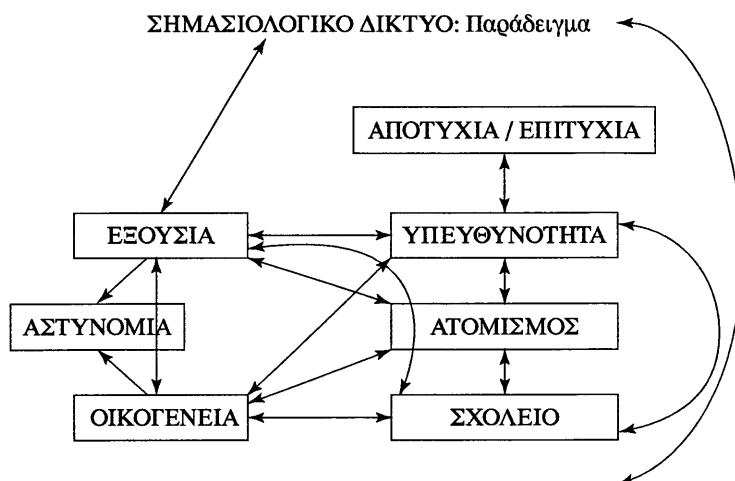 ΣΗΜΑΣΙΟΛΟΓΙΚΟ ΔΙΚΤΥΟ: Παράδειγμα
ΑΠΟΤΥΧΙΑ / ΕΠΙΤΥΧΙΑ
ΕΞΟΥΣΙΑ
ΥΠΕΥΘΥΝΟΤΗΤΑ
ΑΣΤΥΝΟΜΙΑ
ΑΤΟΜΙΣΜΟΣ
ΟΙΚΟΓΕΝΕΙΑ
ΣΧΟΛΕΙΟ